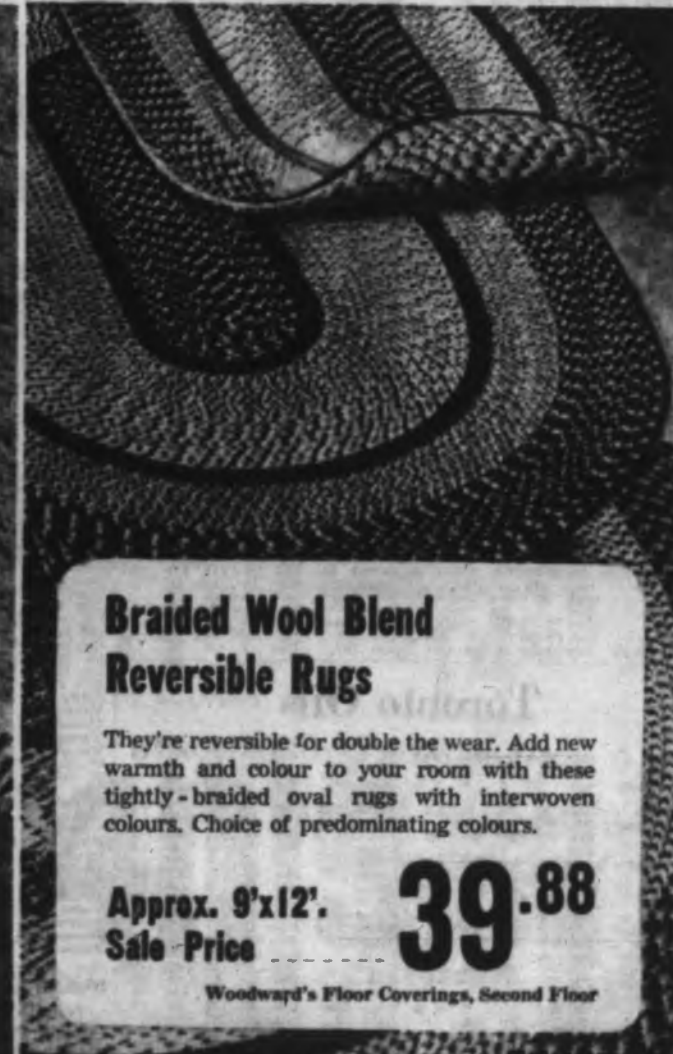 Braided Wool Blend
Reversible Rugs
They're reversible for double the wear. Add new
warmth and colour to your room with these
tightly-braided oval rugs with interwoven
colours. Choice of predominating colours.
Approx. 9'x12'.
Sale Price -------- 39.88
Woodward's Floor Coverings, Second Floor